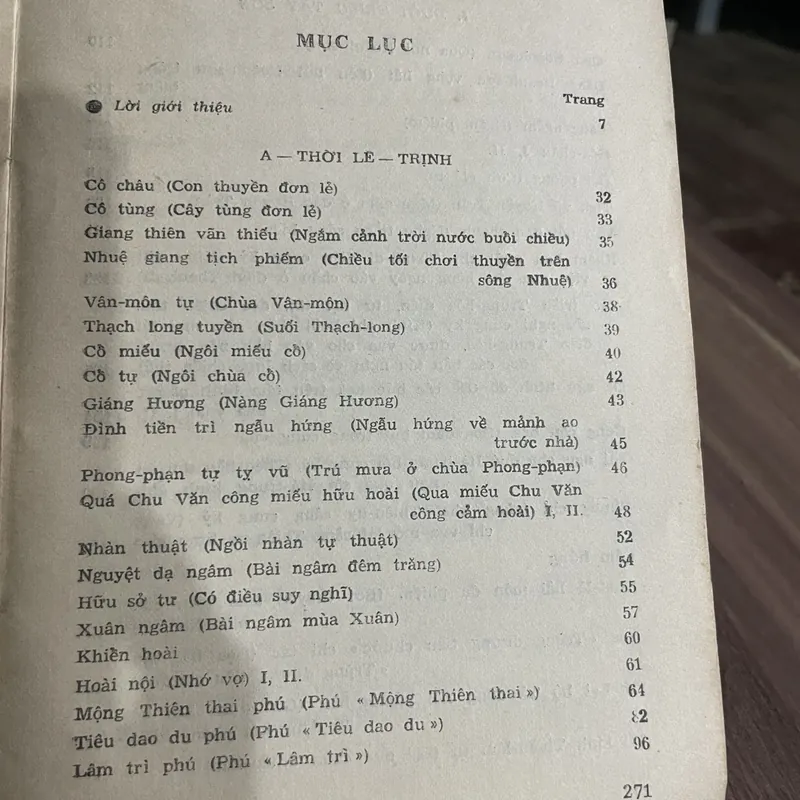 MỤC LỤC
Trang
Lời giới thiệu 7
A — THỜI LÊ — TRỊNH
Cô châu (Con thuyền đơn lẻ) 32
Cô tùng (Cây tùng đơn lẻ) 33
Giang thiên vãn thiếu (Ngắm cảnh trời nước buổi chiều) 35
Nhuệ giang tịch phiếm (Chiều tối chơi thuyền trên
sông Nhuệ) 36
Vân-môn tự (Chùa Vân-môn) 38
Thạch long tuyền (Suối Thạch-long) 39
Cồ miếu (Ngôi miếu cồ) 40
Cồ tự (Ngôi chùa cồ) 42
Giáng Hương (Nàng Giáng Hương) 43
Đình tiền trì ngẫu hứng (Ngẫu hứng về mảnh ao
trước nhà) 45
Phong-phạn tự tỵ vũ (Trú mưa ở chùa Phong-phạn) 46
Quá Chu Văn công miếu hữu hoài (Qua miếu Chu Văn
công cảm hoài) I, II. 48
Nhàn thuật (Ngồi nhàn tự thuật) 52
Nguyệt dạ ngâm (Bài ngâm đêm trăng) 54
Hữu sở tư (Có điều suy nghĩ) 55
Xuân ngâm (Bài ngâm mùa Xuân) 57
Khiển hoài 60
Hoài nội (Nhớ vợ) I, II. 61
Mộng Thiên thai phú (Phú « Mộng Thiên thai ») 64
Tiêu dao du phú (Phú « Tiêu dao du ») 82
Lâm trì phú (Phú « Lâm trì ») 96
271